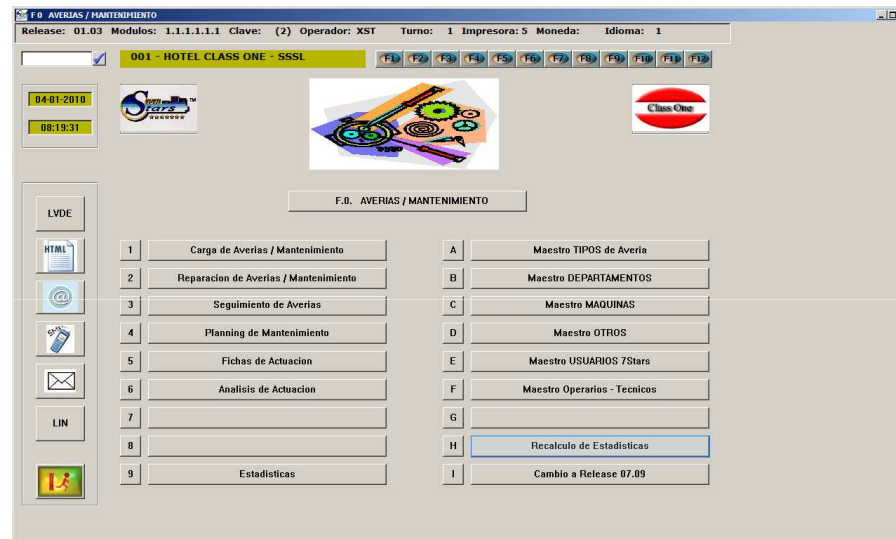 F 0 AVERIAS / MANTENIMIENTO
Release: 01.03 Modulos: 1.1.1.1.1.1 Clave: (2) Operador: XST Turno: 1 Impresora: 5 Moneda: Idioma: 1
001 - HOTEL CLASS ONE - SSSL F1 F2 F3 F4 F5 F6 F7 F8 F9 F10 F11 F12
04-01-2010
08:19:31
Seven Stars TM
Class One
F.0. AVERIAS / MANTENIMIENTO
LVDE
HTML
@
LIN
1 Carga de Averias / Mantenimiento
2 Reparacion de Averias / Mantenimiento
3 Seguimiento de Averias
4 Planning de Mantenimiento
5 Fichas de Actuacion
6 Analisis de Actuacion
7
8
9 Estadisticas
A Maestro TIPOS de Averia
B Maestro DEPARTAMENTOS
C Maestro MAQUINAS
D Maestro OTROS
E Maestro USUARIOS 7Stars
F Maestro Operarios - Tecnicos
G
H Recalculo de Estadisticas
I Cambio a Release 07.09